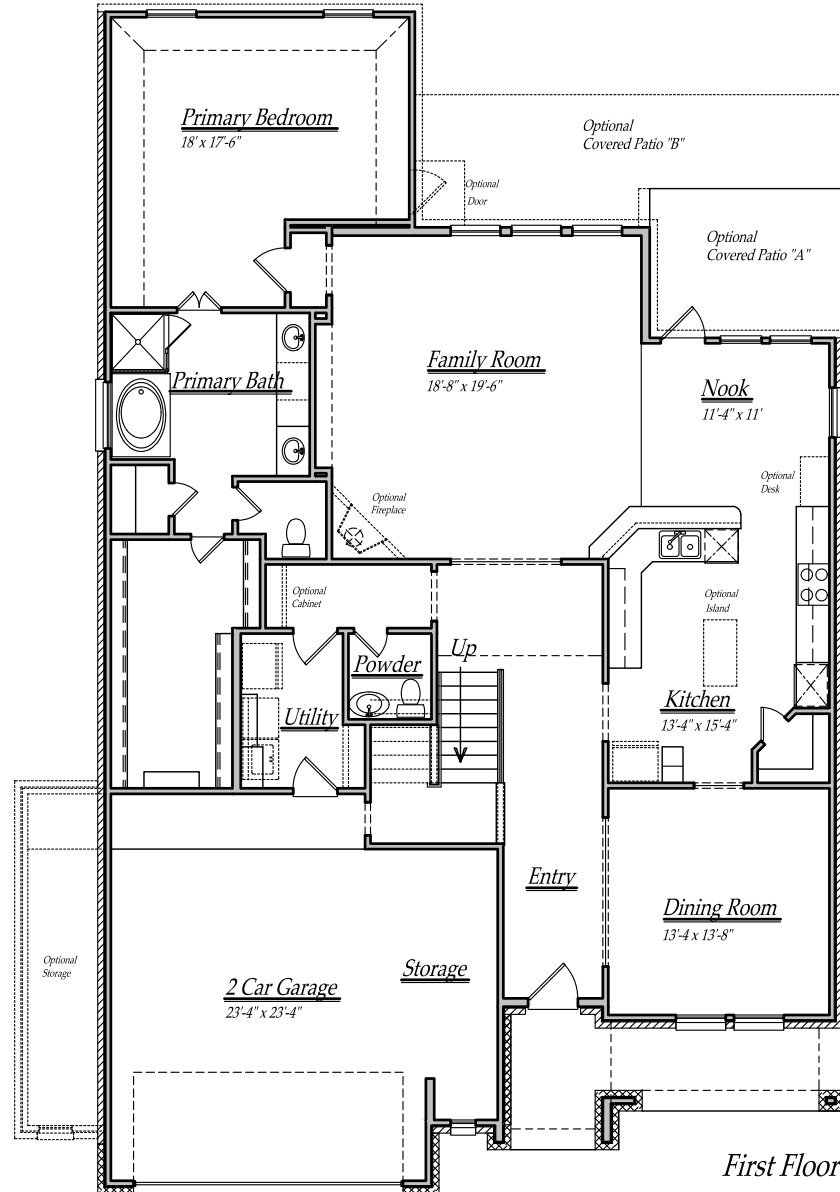 Primary Bedroom
18' x 17'-6"
Optional
Covered Patio "B"
Optional
Door
Optional
Covered Patio "A"
Family Room
18'-8" x 19'-6"
Primary Bath
Nook
11'-4" x 11'
Optional
Desk
Optional
Fireplace
Optional
Cabinet
Optional
Island
Up
Powder
Utility
Kitchen
13'-4" x 15'-4"
Entry
Dining Room
13'-4 x 13'-8"
Optional
Storage
2 Car Garage
23'-4" x 23'-4"
Storage
First Floor